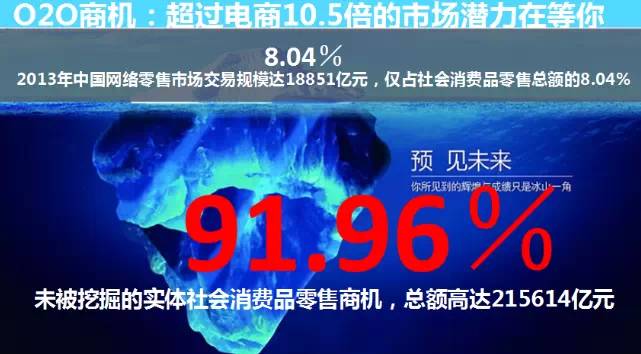 O2O商机：超过电商10.5倍的市场潜力在等你
8.04％
2013年中国网络零售市场交易规模达18851亿元，仅占社会消费品零售总额的8.04％
预 见未来
你所见到的辉煌与成绩只是冰山一角
91.96％
未被挖掘的实体社会消费品零售商机，总额高达215614亿元